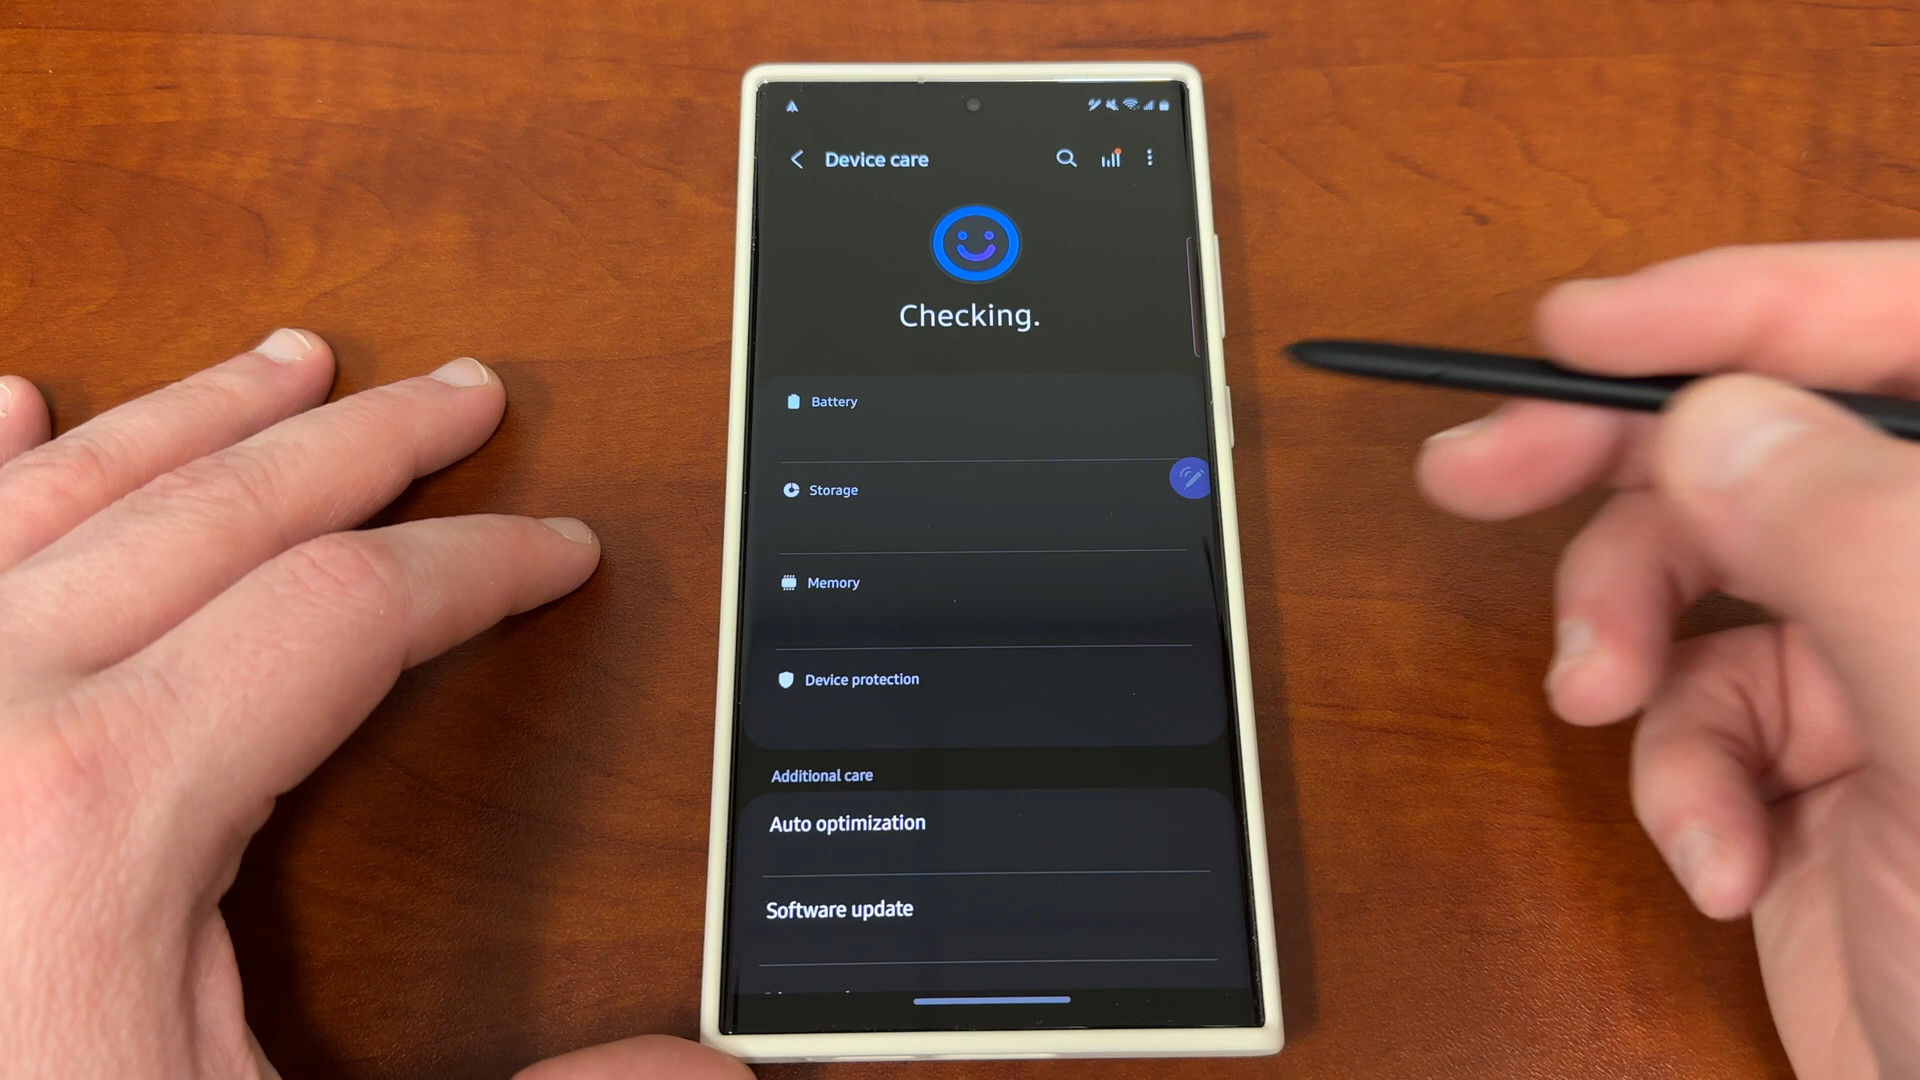 Device care
Checking.
Battery
Storage
Memory
Device protection
Additional care
Auto optimization
Software update